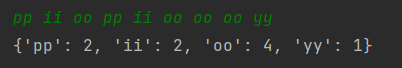 pp ii oo pp ii oo oo oo yy
{'pp': 2, 'ii': 2, 'oo': 4, 'yy': 1}